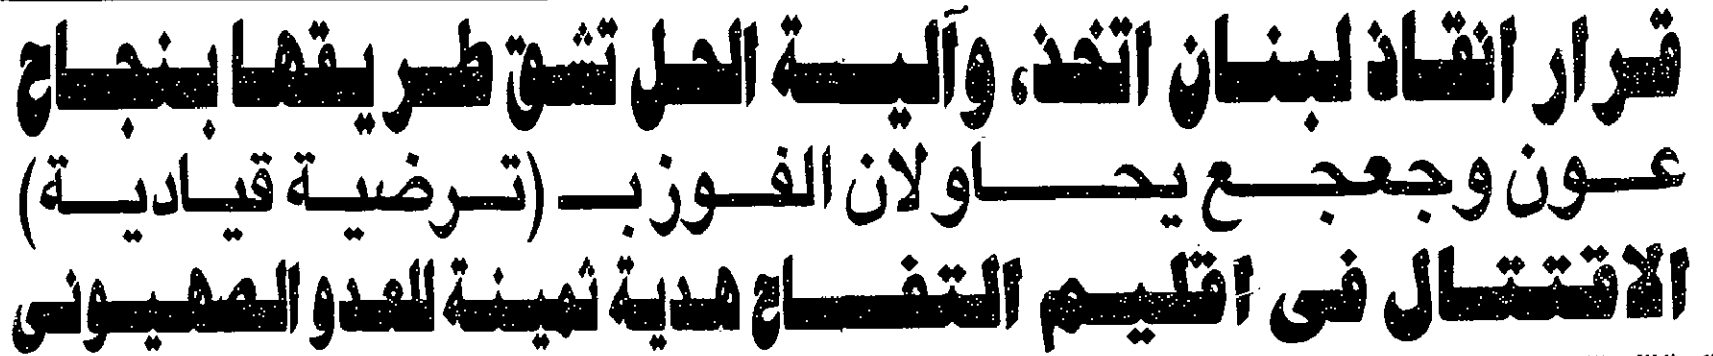 قرار انقاذ لبنان اتخذ، وآلية الحل تشق طريقها بنجاح
عون وجعجع يحاولان الفوز بـ (ترضية قيادية)
الاقتتال فى اقليم التفاح هدية ثمينة للعدو الصهيونى